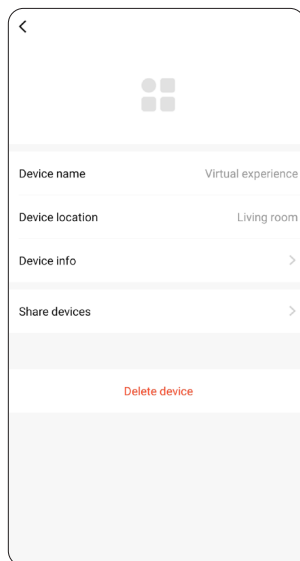 Device name Virtual experience
Device location Living room
Device info
Share devices
Delete device